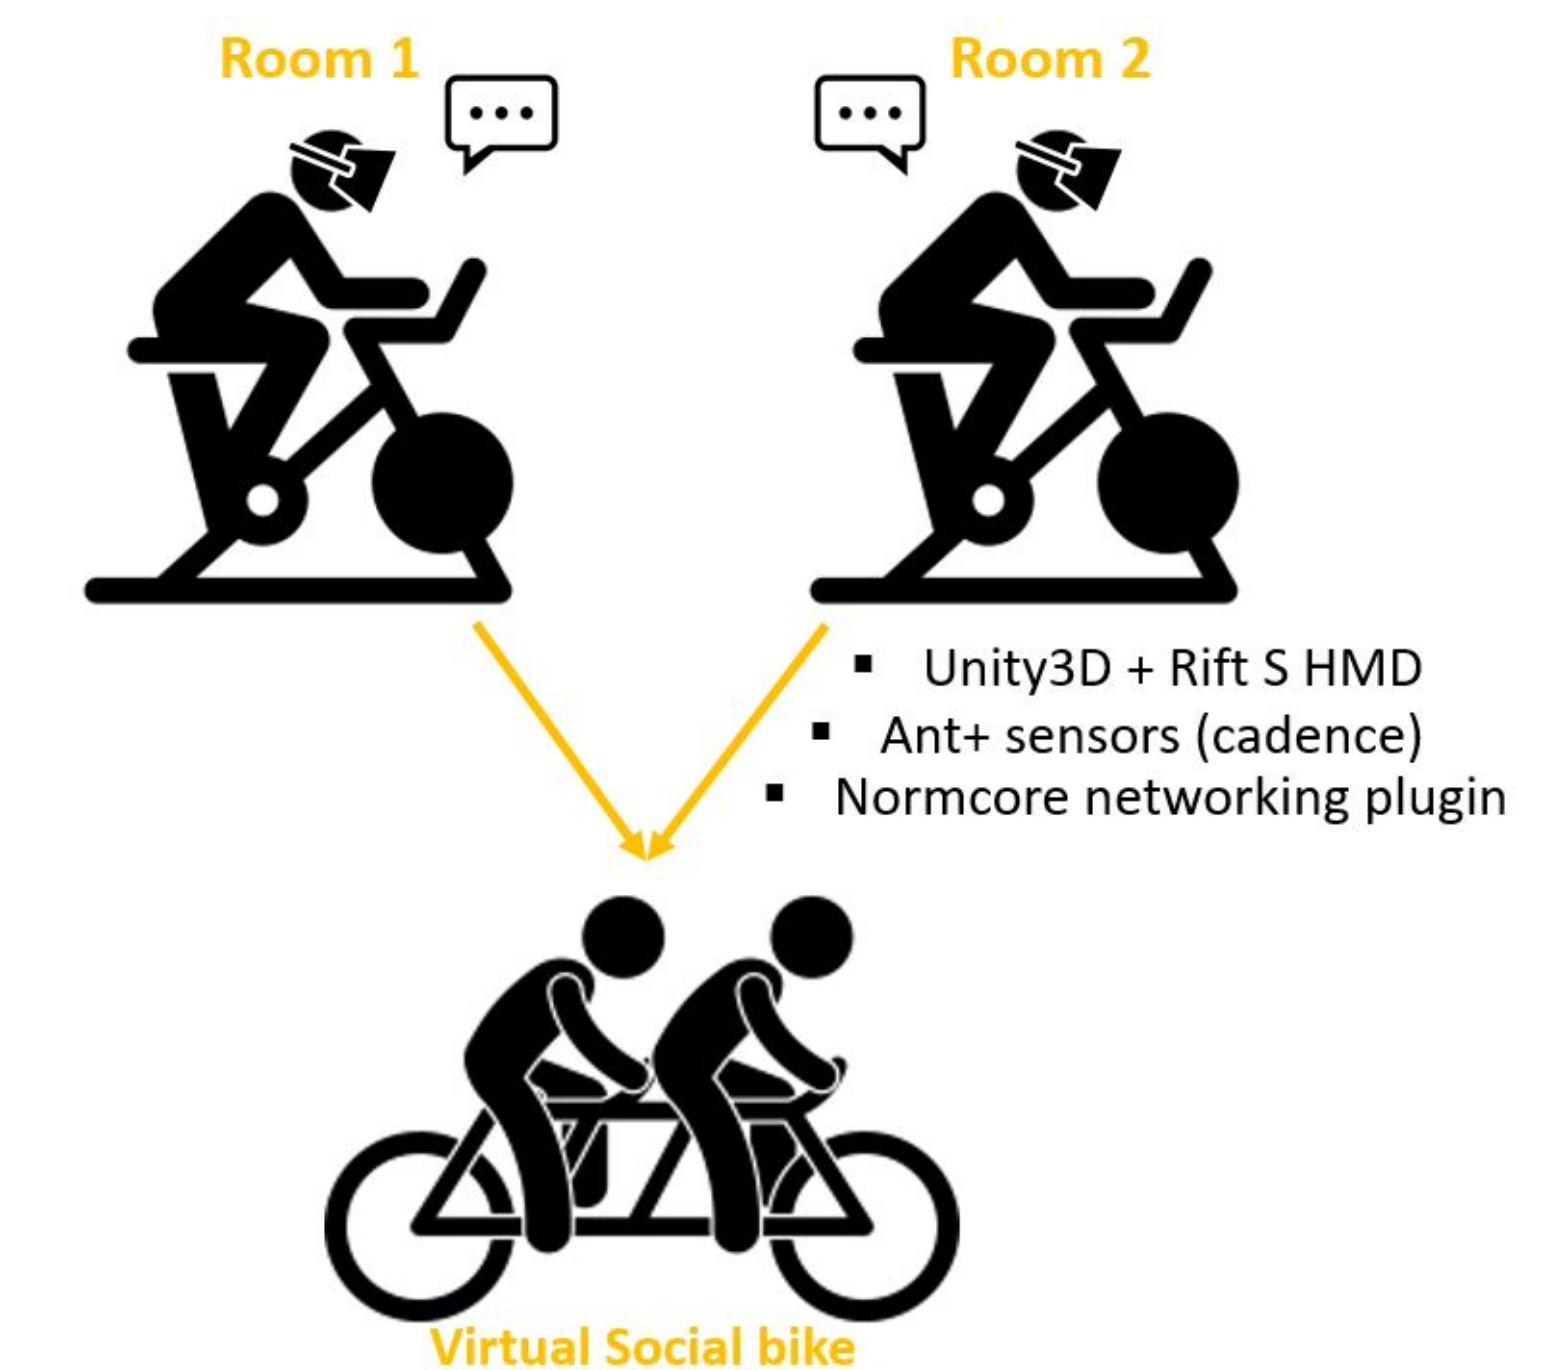 Room 1
Room 2
▪ Unity3D + Rift S HMD
▪ Ant+ sensors (cadence)
▪ Normcore networking plugin
Virtual Social bike